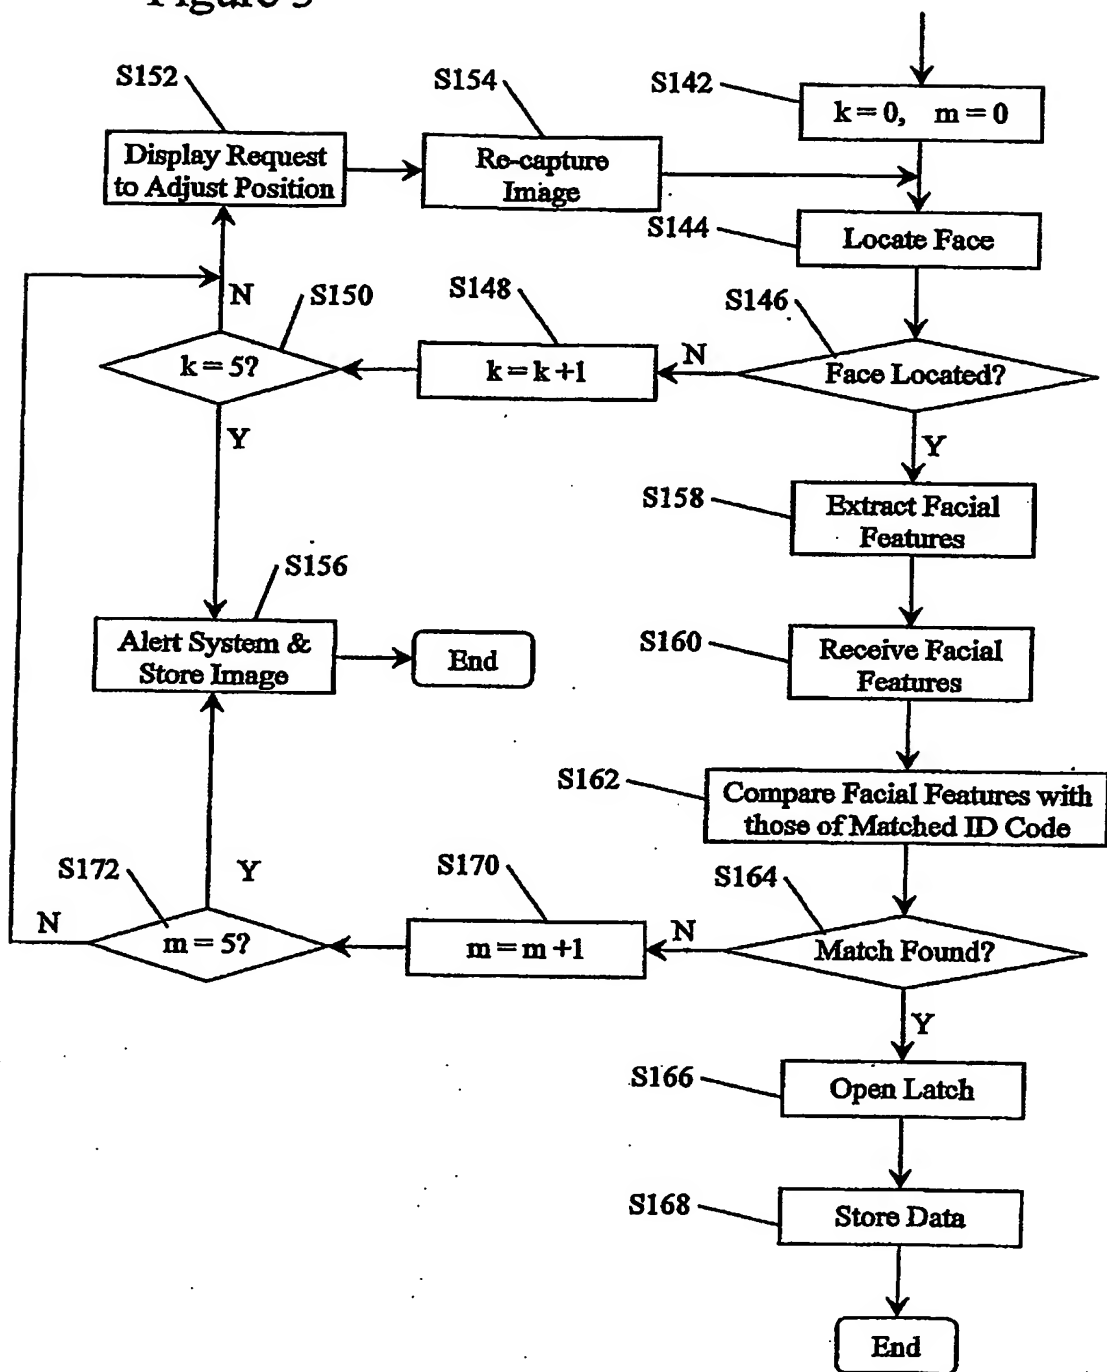 Figure 3
S152
S154
S142
k = 0, m = 0
Display Request
to Adjust Position
Re-capture
Image
S144
Locate Face
N
S150
S148
S146
k = 5?
k = k +1
N
Face Located?
Y
Y
S158
Extract Facial
Features
S156
Alert System &
Store Image
End
S160
Receive Facial
Features
S162
Compare Facial Features with
those of Matched ID Code
S172
Y
S170
S164
N
m = 5?
m = m +1
N
Match Found?
Y
S166
Open Latch
S168
Store Data
End